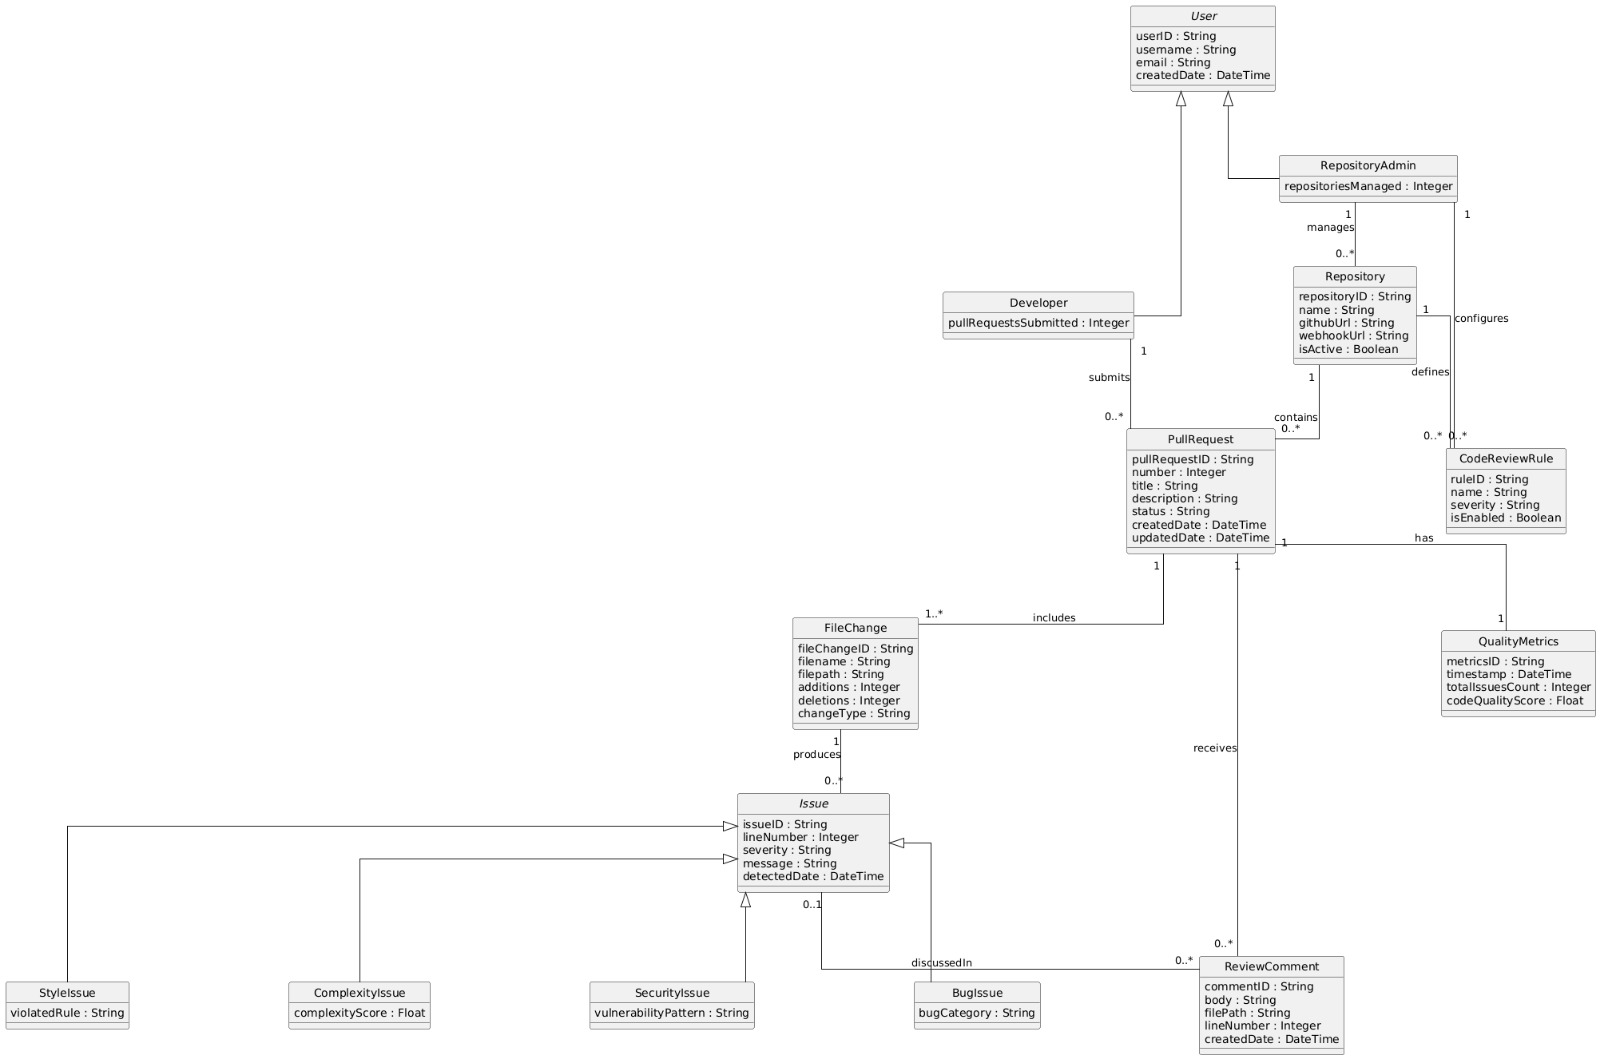 User
userID : String
username : String
email : String
createdDate : DateTime
RepositoryAdmin
repositoriesManaged : Integer
1
1
manages
0..*
Repository
repositoryID : String
name : String
githubUrl : String
webhookUrl : String
isActive : Boolean
1
configures
defines
1
Developer
pullRequestsSubmitted : Integer
1
submits
0..*
contains
0..*
0..*
0..*
PullRequest
pullRequestID : String
number : Integer
title : String
description : String
status : String
createdDate : DateTime
updatedDate : DateTime
CodeReviewRule
ruleID : String
name : String
severity : String
isEnabled : Boolean
1
has
1
1
1
1..*
includes
FileChange
fileChangeID : String
filename : String
filepath : String
additions : Integer
deletions : Integer
changeType : String
QualityMetrics
metricsID : String
timestamp : DateTime
totalIssuesCount : Integer
codeQualityScore : Float
1
produces
0..*
receives
Issue
issueID : String
lineNumber : Integer
severity : String
message : String
detectedDate : DateTime
0..1
0..*
discussedIn
0..*
StyleIssue
violatedRule : String
ComplexityIssue
complexityScore : Float
SecurityIssue
vulnerabilityPattern : String
BugIssue
bugCategory : String
ReviewComment
commentID : String
body : String
filePath : String
lineNumber : Integer
createdDate : DateTime